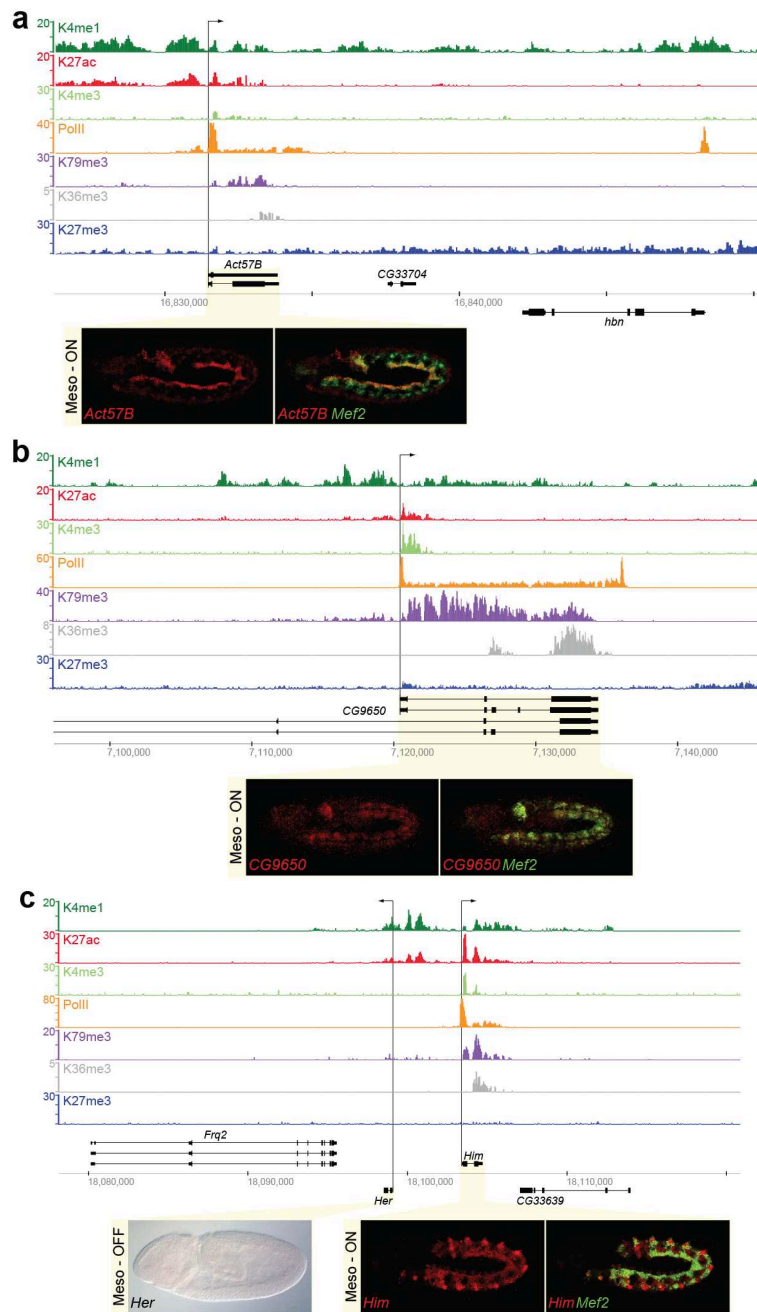 a
20
K4me1
20
K27ac
30
K4me3
40
PolII
30
K79me3
5
K36me3
30
K27me3
Act57B
CG33704
16,830,000
16,840,000
hbn
Meso - ON
Act57B
Act57B Mef2
b
20
K4me1
20
K27ac
30
K4me3
60
PolII
40
K79me3
8
K36me3
30
K27me3
CG9650
7,100,000
7,110,000
7,120,000
7,130,000
7,140,000
Meso - ON
CG9650
CG9650 Mef2
c
20
K4me1
30
K27ac
30
K4me3
80
PolII
20
K79me3
5
K36me3
30
K27me3
Frq2
Him
18,080,000
18,090,000
18,100,000
18,110,000
Her
CG33639
Meso - OFF
Her
Meso - ON
Him
Him Mef2